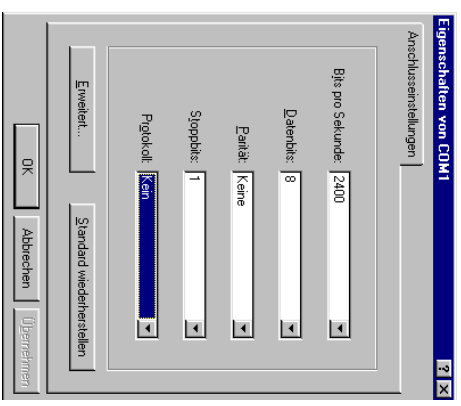 Eigenschaften von COM1
Anschlusseinstellungen
Bits pro Sekunde: 2400
Datenbits: 8
Parität: Keine
Stoppbits: 1
Protokoll: Kein
Erweitert... Standard wiederherstellen
OK Abbrechen Übernehmen